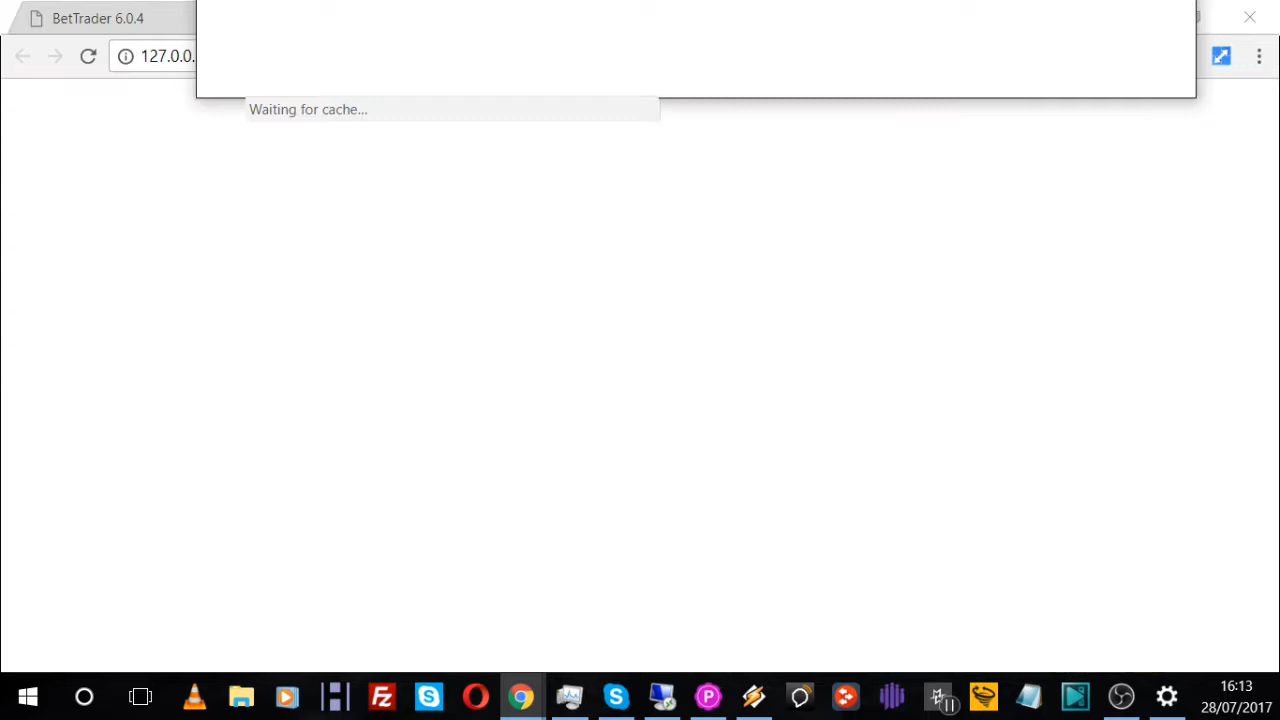 BetTrader 6.0.4
127.0.0.
Waiting for cache...
16:13
28/07/2017